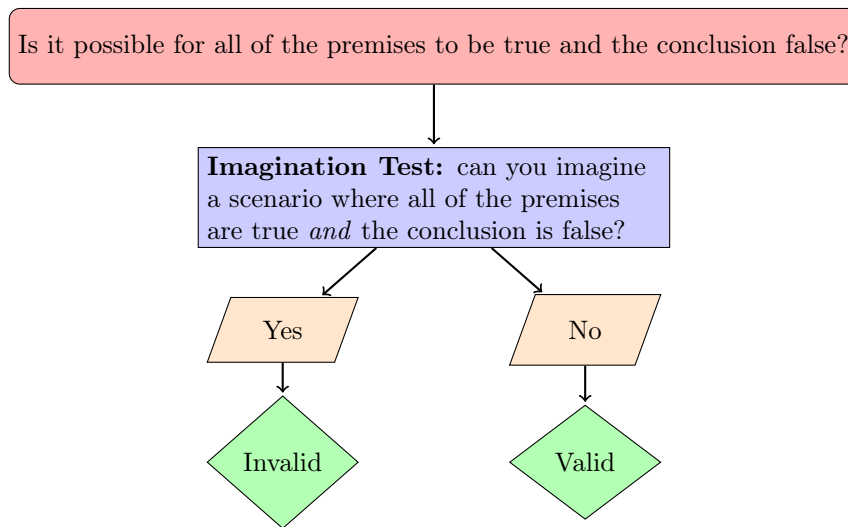 Is it possible for all of the premises to be true and the conclusion false?
Imagination Test: can you imagine
a scenario where all of the premises
are true and the conclusion is false?
Yes
No
Invalid
Valid